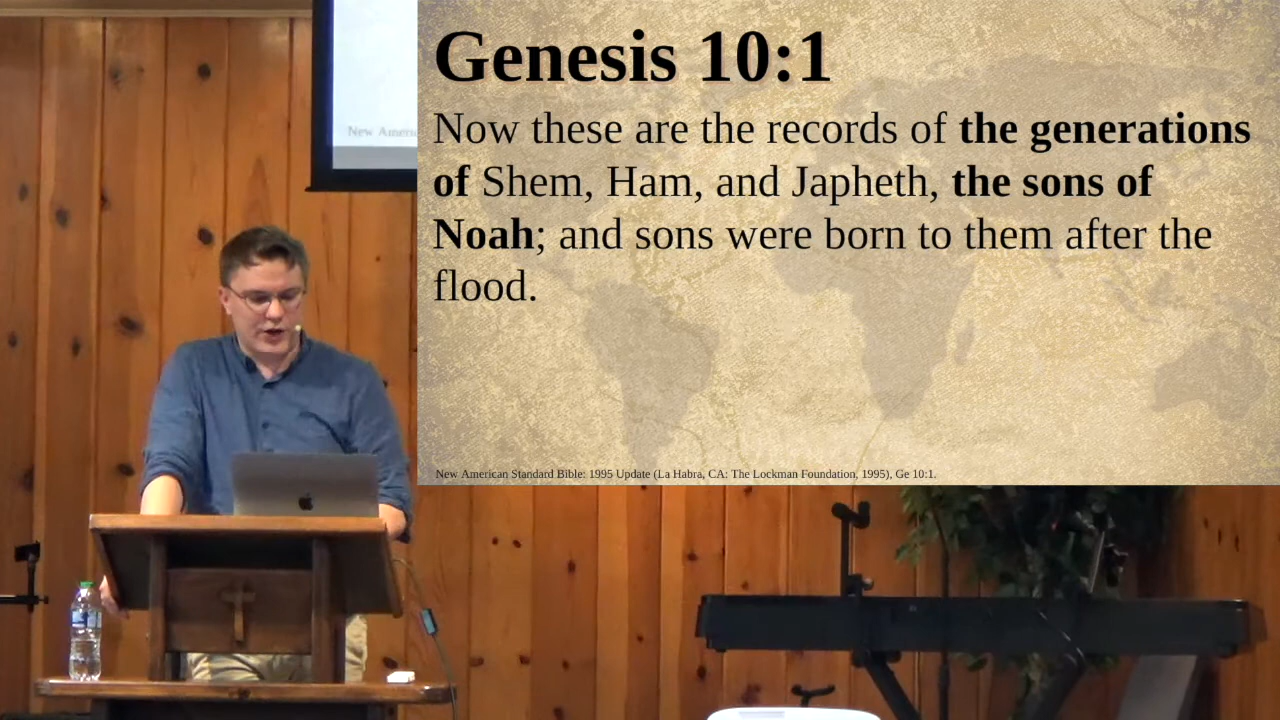 Genesis 10:1
Now these are the records of the generations
of Shem, Ham, and Japheth, the sons of
Noah; and sons were born to them after the
flood.
New American Standard Bible: 1995 Update (La Habra, CA: The Lockman Foundation, 1995), Ge 10:1.
New